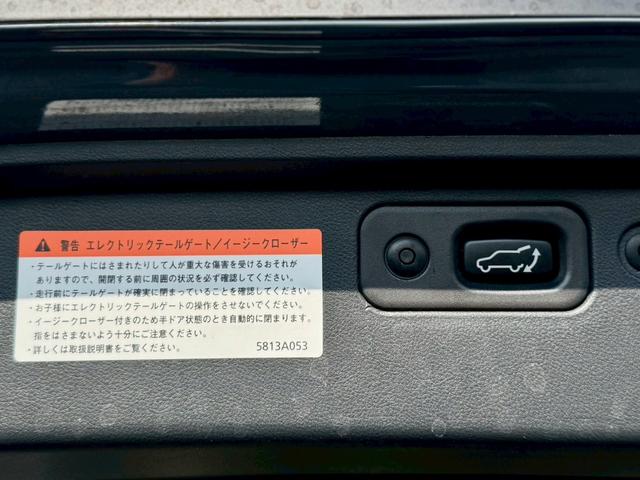 警告 エレクトリックテールゲート／イージークローザー
・テールゲートにはさまれたりして人が重大な傷害を受けるおそれが
ありますので、開閉する前に周囲の状況を必ず確認してください。
・走行前にテールゲートが確実に閉まっていることを確認してください。
・お子様にエレクトリックテールゲートの操作をさせないでください。
・イージークローザー付きのため半ドア状態のとき自動的に閉まります。
指をはさまないよう十分にご注意ください。
・詳しくは取扱説明書をご覧ください。 5813A053